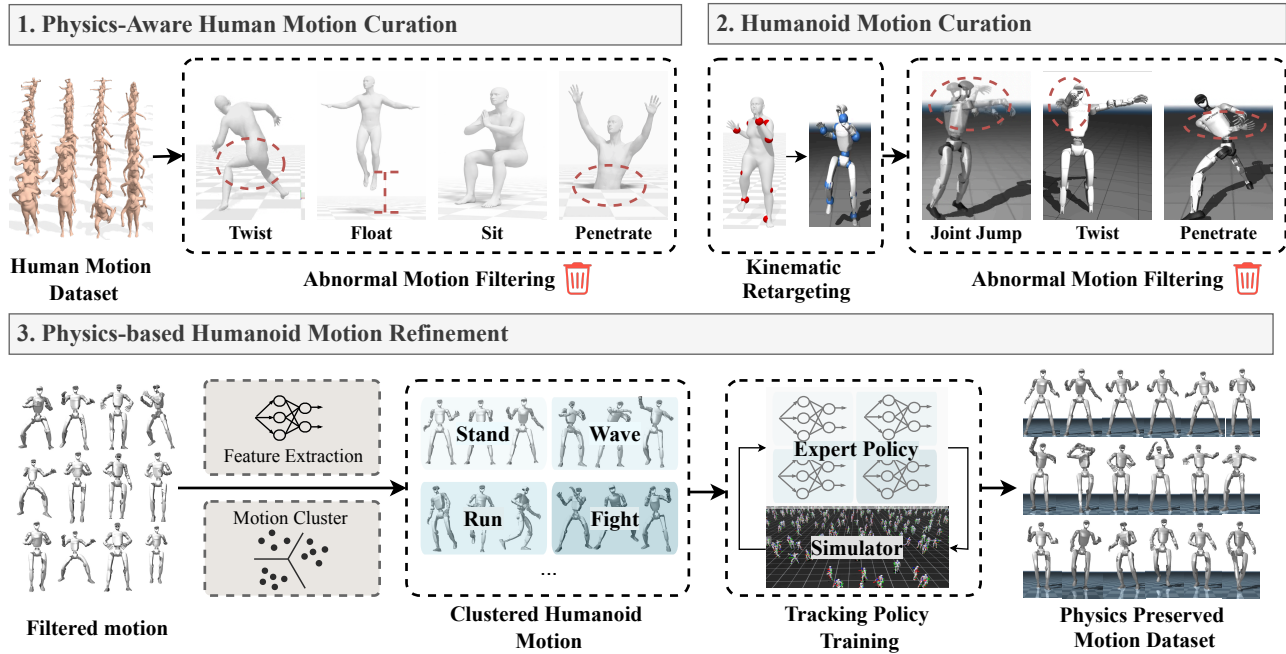 1. Physics-Aware Human Motion Curation
Twist
Float
Sit
Penetrate
Human Motion
Dataset
Abnormal Motion Filtering
2. Humanoid Motion Curation
Joint Jump
Twist
Penetrate
Kinematic
Retargeting
Abnormal Motion Filtering
3. Physics-based Humanoid Motion Refinement
Filtered motion
Feature Extraction
Motion Cluster
Stand
Wave
Run
Fight
...
Clustered Humanoid
Motion
Expert Policy
Simulator
Tracking Policy
Training
Physics Preserved
Motion Dataset